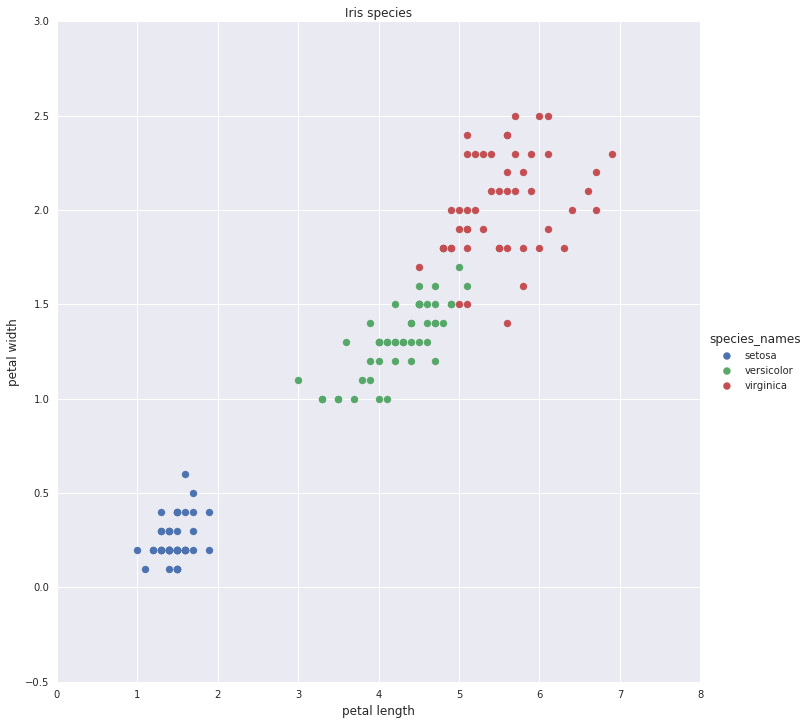 Iris species
3.0
2.5
2.0
1.5
1.0
0.5
0.0
−0.5
petal width
0 1 2 3 4 5 6 7 8
petal length
species_names
setosa
versicolor
virginica